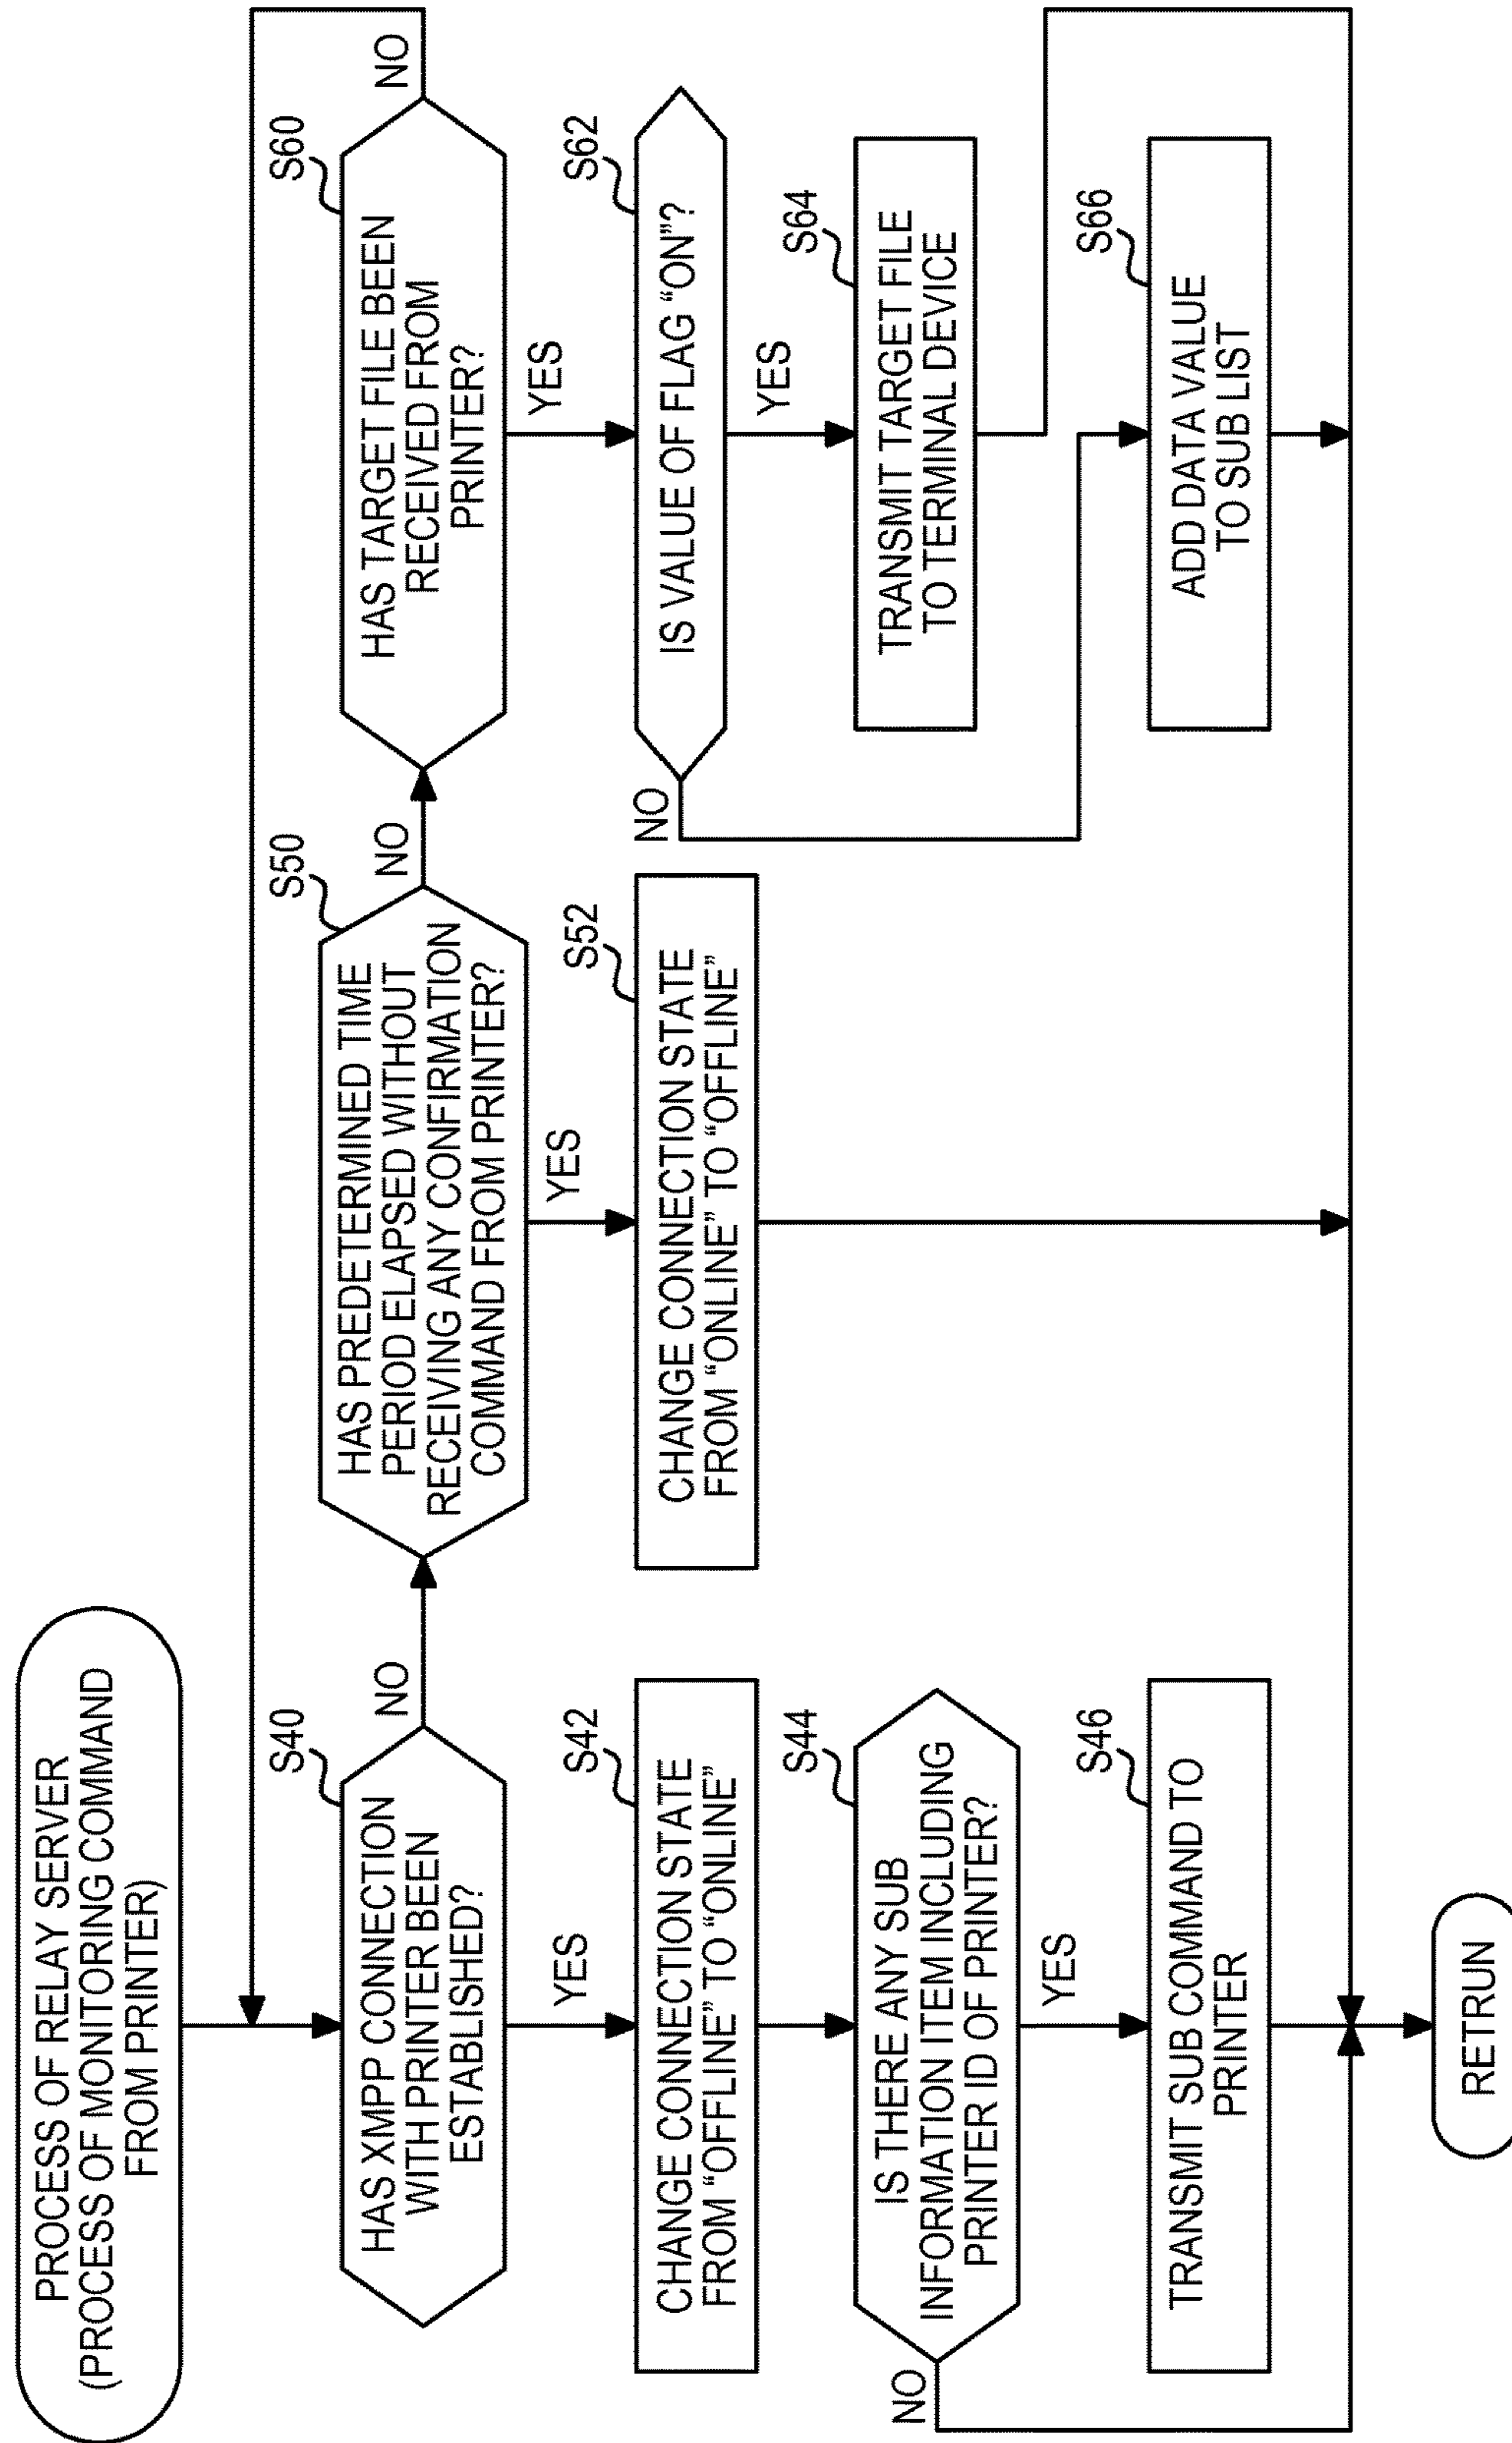 PROCESS OF RELAY SERVER
(PROCESS OF MONITORING COMMAND
FROM PRINTER)
S40
HAS XMPP CONNECTION
WITH PRINTER BEEN
ESTABLISHED?
NO
YES
S42
CHANGE CONNECTION STATE
FROM “OFFLINE” TO “ONLINE”
S44
IS THERE ANY SUB
INFORMATION ITEM INCLUDING
PRINTER ID OF PRINTER?
NO
YES
S46
TRANSMIT SUB COMMAND TO
PRINTER
S50
HAS PREDETERMINED TIME
PERIOD ELAPSED WITHOUT
RECEIVING ANY CONFIRMATION
COMMAND FROM PRINTER?
NO
YES
S52
CHANGE CONNECTION STATE
FROM “ONLINE” TO “OFFLINE”
S60
HAS TARGET FILE BEEN
RECEIVED FROM
PRINTER?
NO
YES
S62
IS VALUE OF FLAG “ON”?
NO
YES
S64
TRANSMIT TARGET FILE
TO TERMINAL DEVICE
S66
ADD DATA VALUE
TO SUB LIST
RETRUN